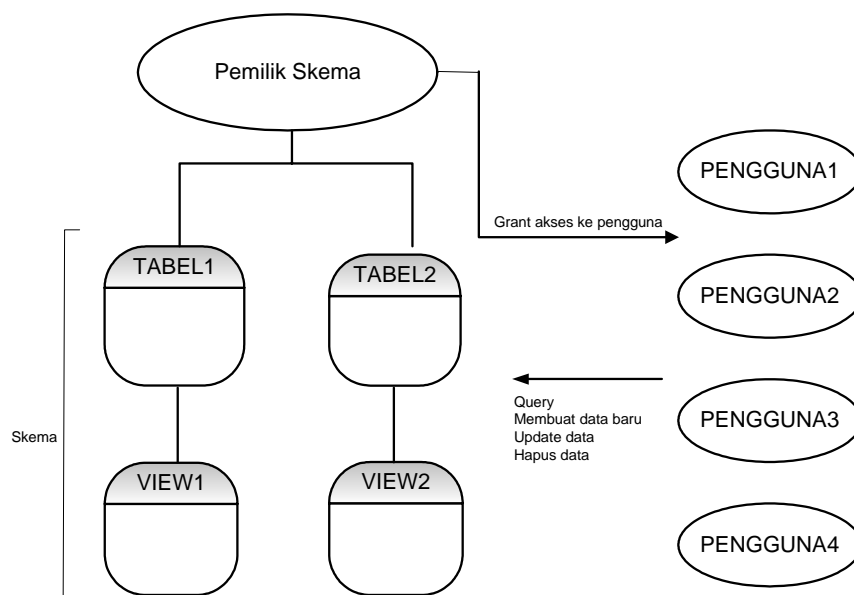 Pemilik Skema
PENGGUNA1
Grant akses ke pengguna
TABEL1
TABEL2
PENGGUNA2
Query
Membuat data baru
Update data
Hapus data
PENGGUNA3
Skema
VIEW1
VIEW2
PENGGUNA4